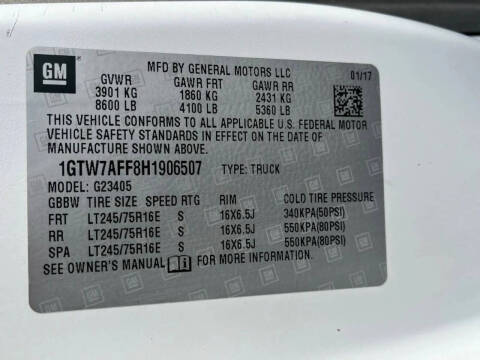 GM
MFD BY GENERAL MOTORS LLC 01/17
GVWR GAWR FRT GAWR RR
3901 KG 1860 KG 2431 KG
8600 LB 4100 LB 5360 LB
THIS VEHICLE CONFORMS TO ALL APPLICABLE U.S. FEDERAL MOTOR
VEHICLE SAFETY STANDARDS IN EFFECT ON THE DATE OF
MANUFACTURE SHOWN ABOVE.
1GTW7AFF8H1906507 TYPE: TRUCK
MODEL: G23405
GBBW TIRE SIZE SPEED RTG RIM COLD TIRE PRESSURE
FRT LT245/75R16E S 16X6.5J 340KPA(50PSI)
RR LT245/75R16E S 16X6.5J 550KPA(80PSI)
SPA LT245/75R16E S 16X6.5J 550KPA(80PSI)
SEE OWNER'S MANUAL FOR MORE INFORMATION.